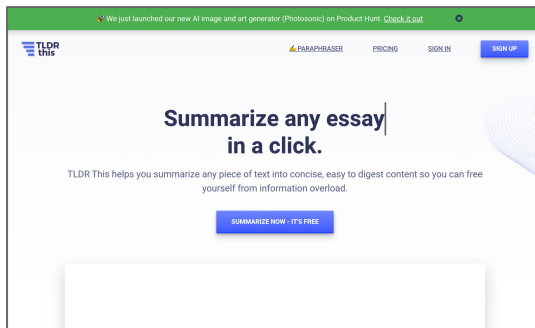 🚀 We just launched our new AI image and art generator (Photosonic) on Product Hunt. Check it out
TLDR
this
✍️ PARAPHRASER PRICING SIGN IN SIGN UP
Summarize any essay
in a click.
TLDR This helps you summarize any piece of text into concise, easy to digest content so you can free
yourself from information overload.
SUMMARIZE NOW - IT'S FREE